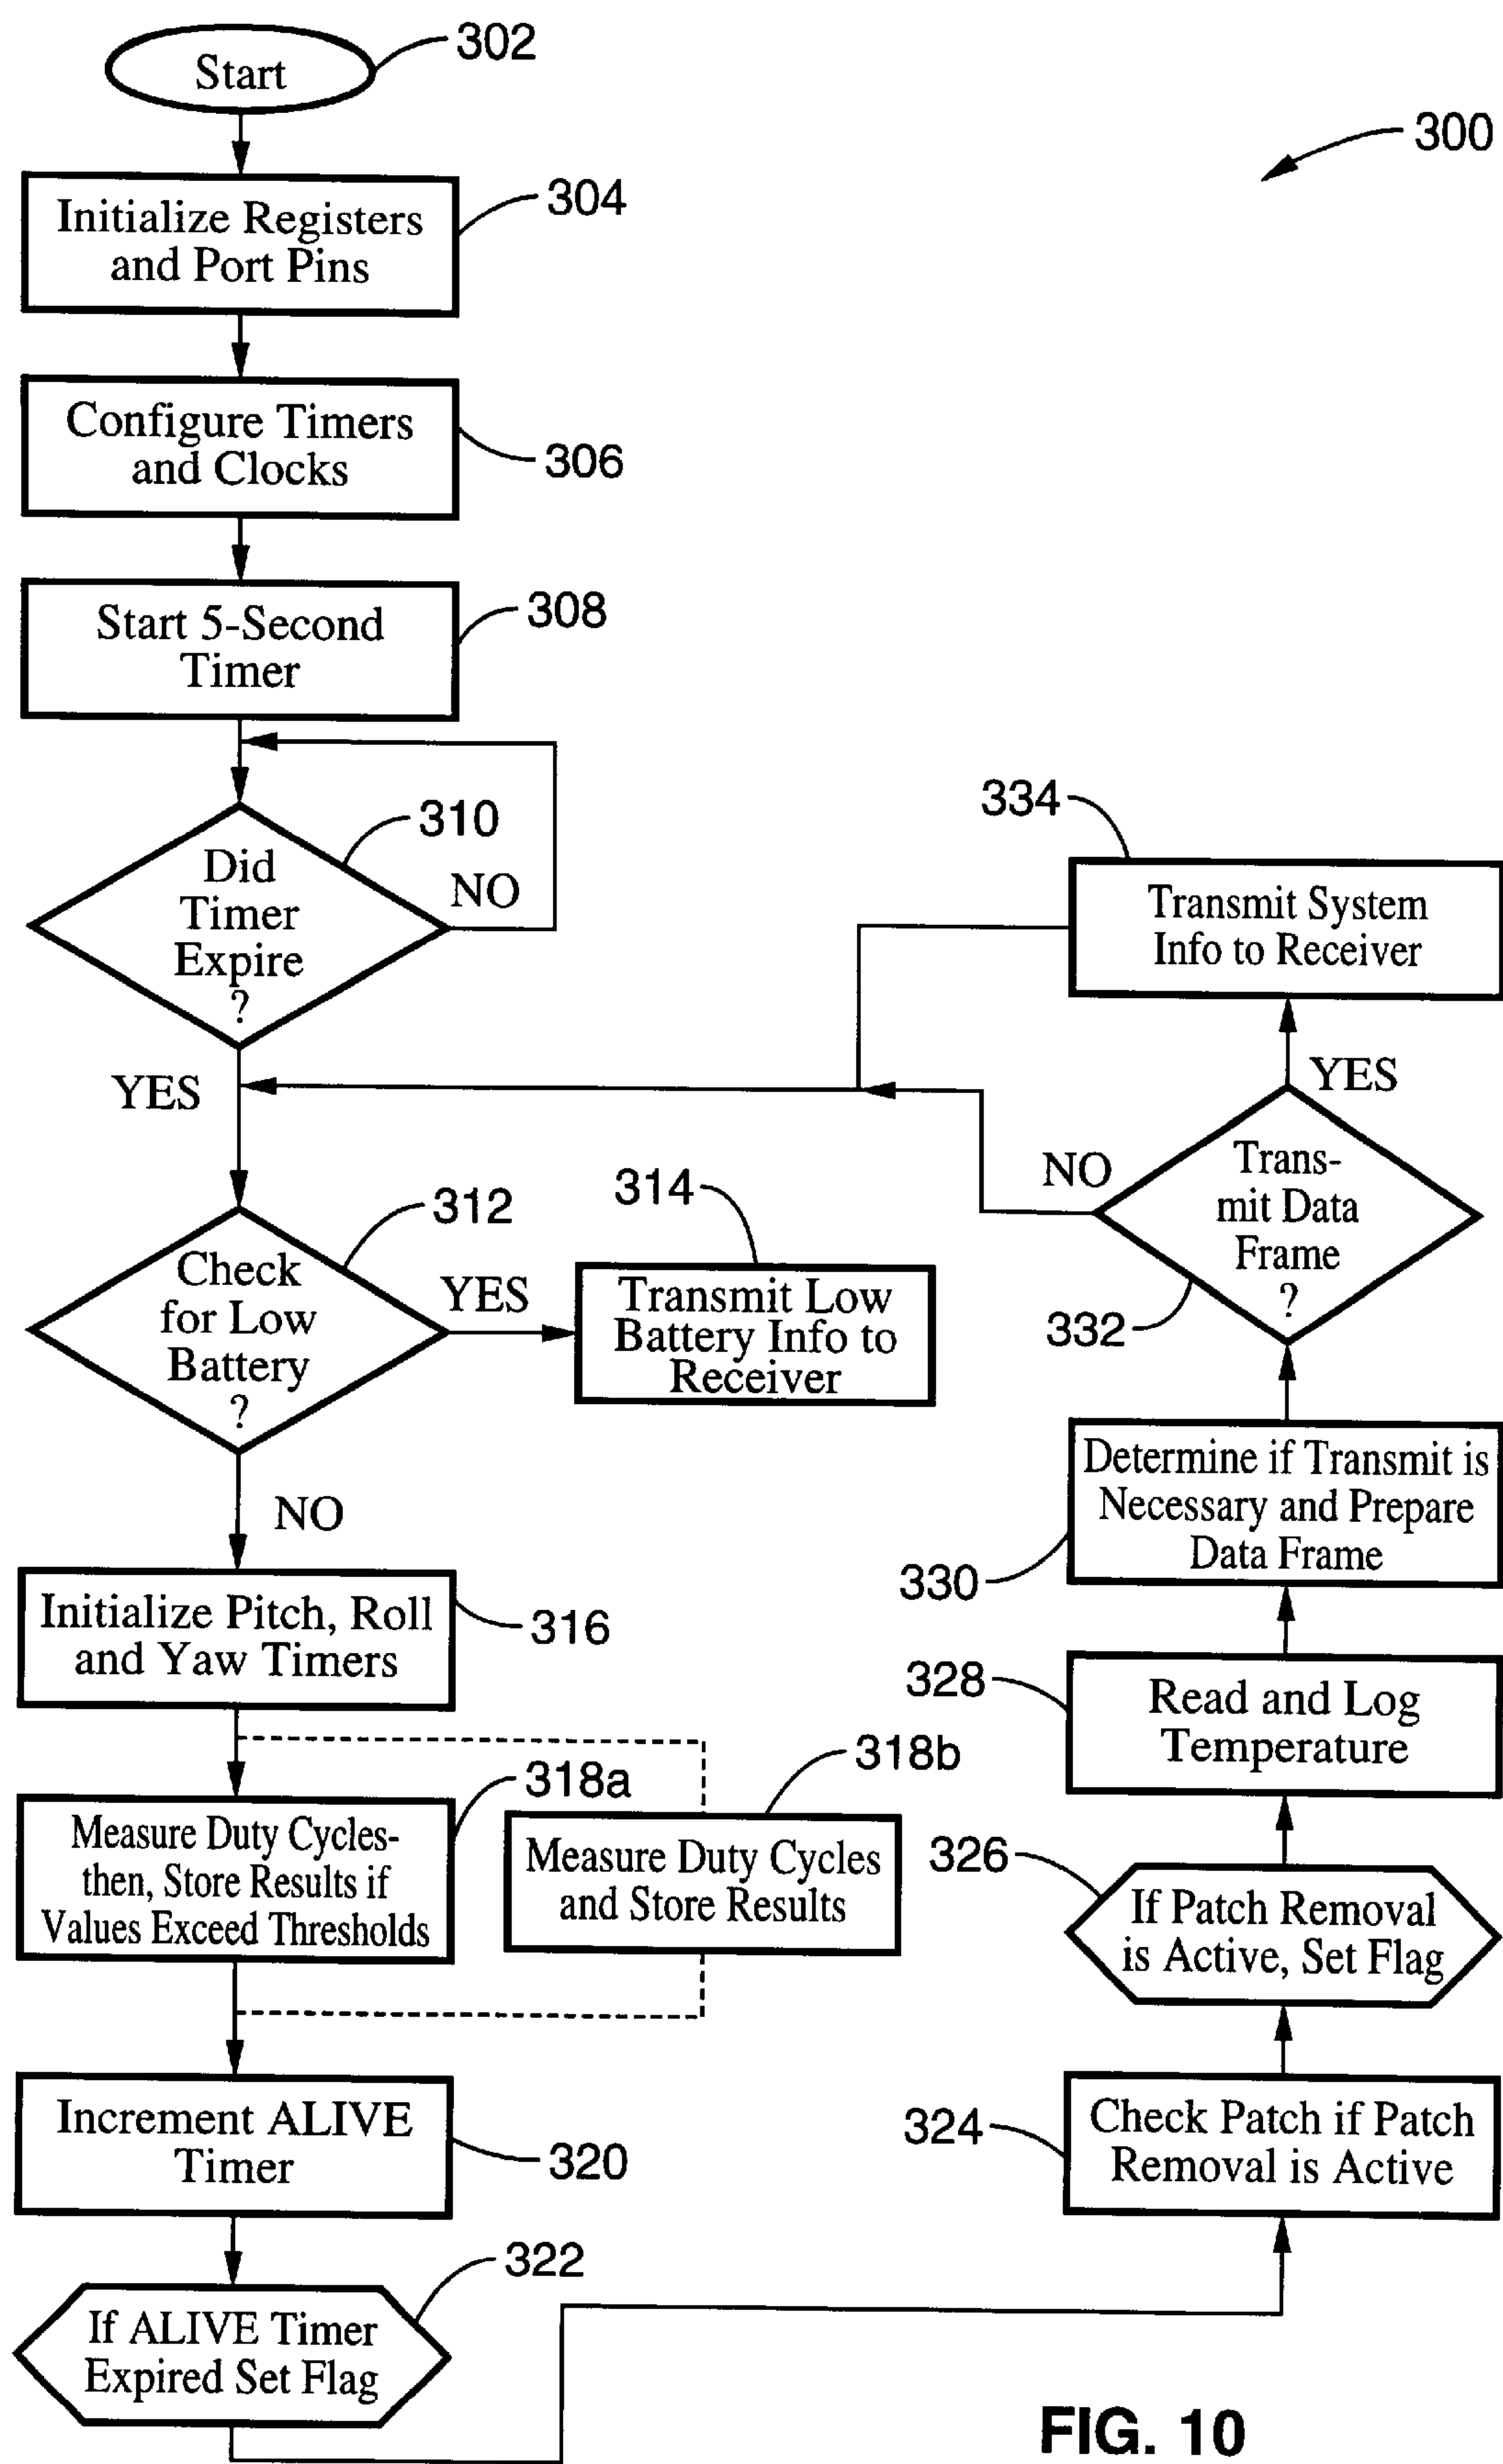 Start
302
300
Initialize Registers
and Port Pins
304
Configure Timers
and Clocks
306
Start 5-Second
Timer
308
Did
Timer
Expire
?
310
NO
YES
Check
for Low
Battery
?
312
YES
NO
314
Transmit Low
Battery Info to
Receiver
Initialize Pitch, Roll
and Yaw Timers
316
Measure Duty Cycles-
then, Store Results if
Values Exceed Thresholds
318a
318b
Measure Duty Cycles
and Store Results
Increment ALIVE
Timer
320
If ALIVE Timer
Expired Set Flag
322
334
Transmit System
Info to Receiver
YES
NO
Trans-
mit Data
Frame
?
332
Determine if Transmit is
Necessary and Prepare
Data Frame
330
328
Read and Log
Temperature
326
If Patch Removal
is Active, Set Flag
324
Check Patch if Patch
Removal is Active
FIG. 10